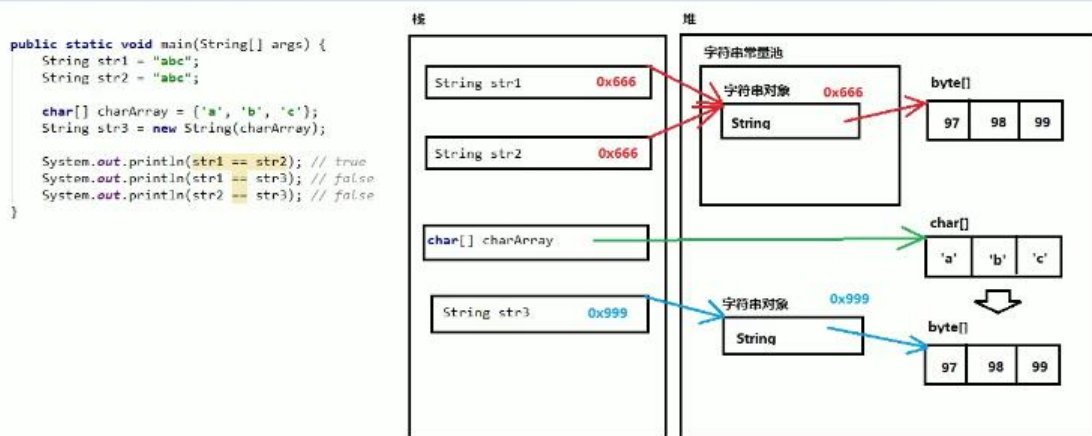 public static void main(String[] args) {
String str1 = "abc";
String str2 = "abc";
char[] charArray = {'a', 'b', 'c'};
String str3 = new String(charArray);
System.out.println(str1 == str2); // true
System.out.println(str1 == str3); // false
System.out.println(str2 == str3); // false
}
栈
String str1 0x666
String str2 0x666
char[] charArray
String str3 0x999
堆
字符串常量池
字符串对象 0x666
String
byte[]
97 98 99
char[]
'a' 'b' 'c'
字符串对象 0x999
String
byte[]
97 98 99